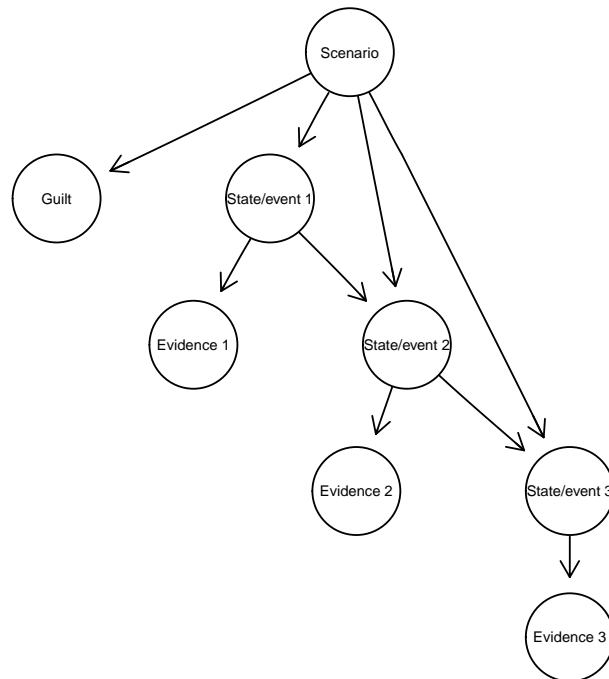 Scenario
Guilt
State/event 1
Evidence 1
State/event 2
Evidence 2
State/event 3
Evidence 3